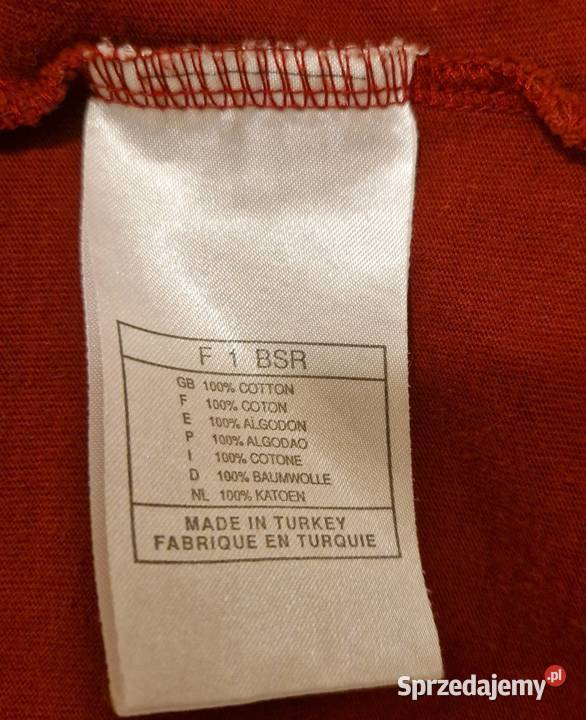 F 1 BSR
GB 100% COTTON
F 100% COTON
E 100% ALGODON
P 100% ALGODAO
I 100% COTONE
D 100% BAUMWOLLE
NL 100% KATOEN
MADE IN TURKEY
FABRIQUE EN TURQUIE
Sprzedajemy.pl